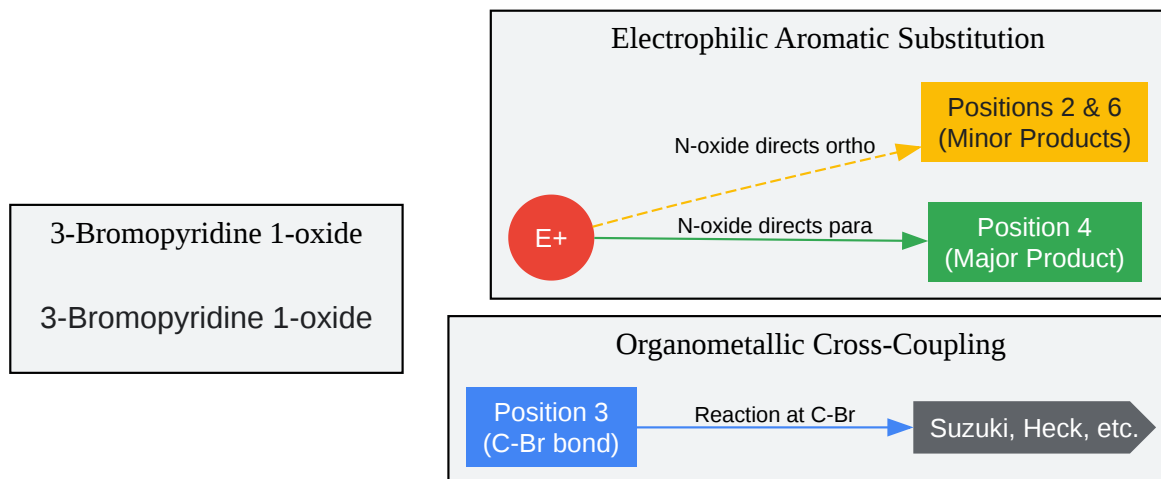 3-Bromopyridine 1-oxide
3-Bromopyridine 1-oxide
Electrophilic Aromatic Substitution
E+
N-oxide directs ortho
Positions 2 & 6
(Minor Products)
N-oxide directs para
Position 4
(Major Product)
Organometallic Cross-Coupling
Position 3
(C-Br bond)
Reaction at C-Br
Suzuki, Heck, etc.